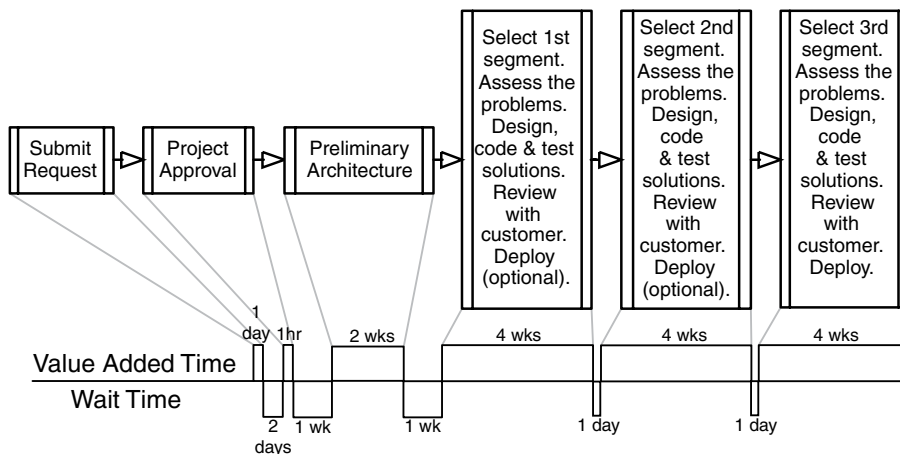 Submit
Request
Project
Approval
Preliminary
Architecture
Select 1st
segment.
Assess the
problems.
Design,
code & test
solutions.
Review
with
customer.
Deploy
(optional).
Select 2nd
segment.
Assess the
problems.
Design,
code
& test
solutions.
Review
with
customer.
Deploy
(optional).
Select 3rd
segment.
Assess the
problems.
Design,
code
& test
solutions.
Review
with
customer.
Deploy.
1
day
1hr
2 wks
4 wks
4 wks
4 wks
Value Added Time
Wait Time
2
days
1 wk
1 wk
1 day
1 day